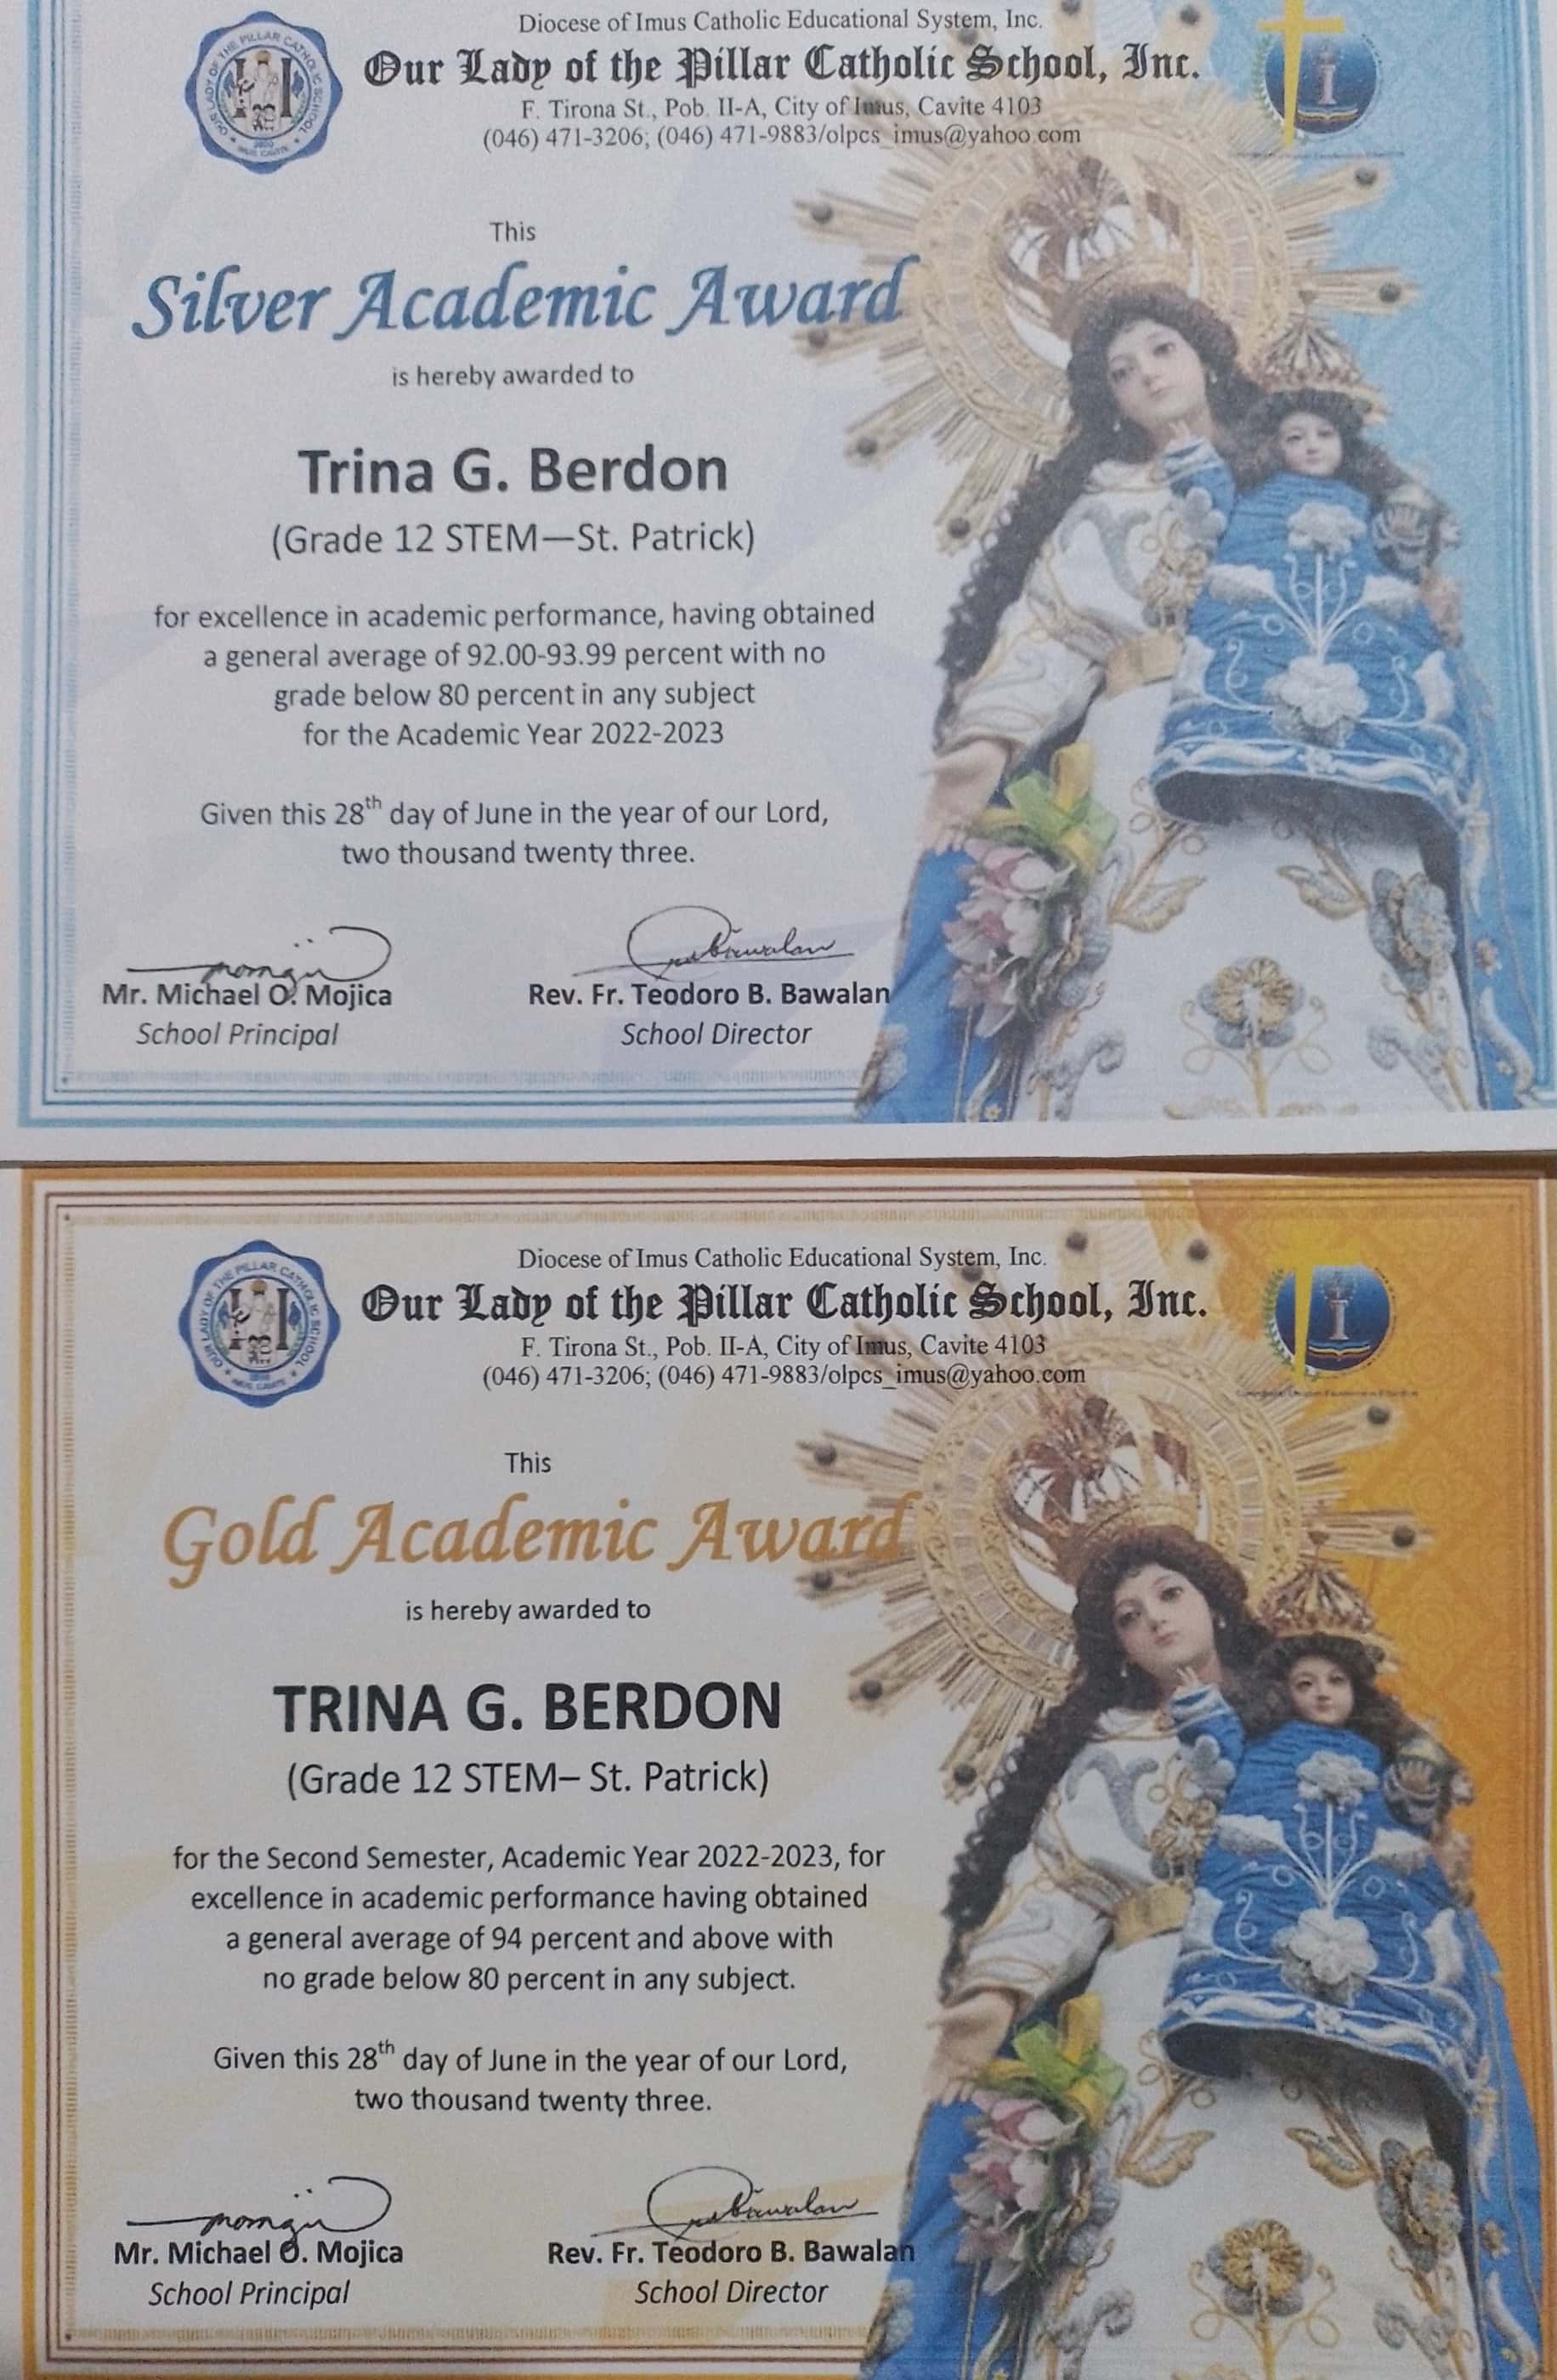 Diocese of Imus Catholic Educational System, Inc.
Our Lady of the Pillar Catholic School, Inc.
F. Tirona St., Pob. II-A, City of Imus, Cavite 4103
(046) 471-3206; (046) 471-9883/olpcs_imus@yahoo.com
This
Silver Academic Award
is hereby awarded to
Trina G. Berdon
(Grade 12 STEM—St. Patrick)
for excellence in academic performance, having obtained
a general average of 92.00-93.99 percent with no
grade below 80 percent in any subject
for the Academic Year 2022-2023
Given this 28th day of June in the year of our Lord,
two thousand twenty three.
Mr. Michael O. Mojica
Rev. Fr. Teodoro B. Bawalan
School Principal
School Director
Diocese of Imus Catholic Educational System, Inc.
OUR LADY OF THE PILLAR CATHOLIC SCHOOL
Our Lady of the Pillar Catholic School, Inc.
F. Tirona St., Pob. II-A, City of Imus, Cavite 4103
(046) 471-3206; (046) 471-9883/olpcs_imus@yahoo.com
This
Gold Academic Award
is hereby awarded to
TRINA G. BERDON
(Grade 12 STEM– St. Patrick)
for the Second Semester, Academic Year 2022-2023, for
excellence in academic performance having obtained
a general average of 94 percent and above with
no grade below 80 percent in any subject.
Given this 28th day of June in the year of our Lord,
two thousand twenty three.
Mr. Michael O. Mojica
Rev. Fr. Teodoro B. Bawalan
School Principal
School Director